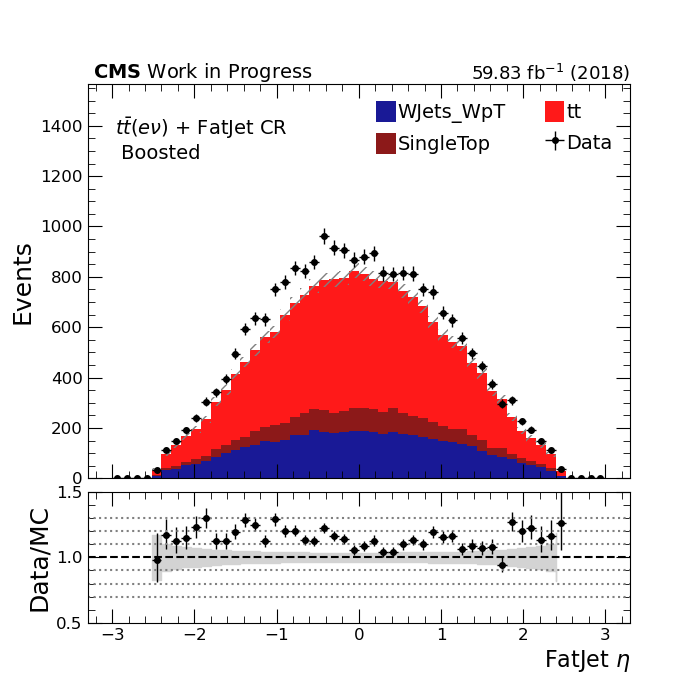 CMS Work in Progress 59.83 fb⁻¹ (2018)
tt̄(eν) + FatJet CR
Boosted
WJets_WpT tt
SingleTop Data
Events
1400
1200
1000
800
600
400
200
0
Data/MC
1.5
1.0
0.5
−3 −2 −1 0 1 2 3
FatJet η